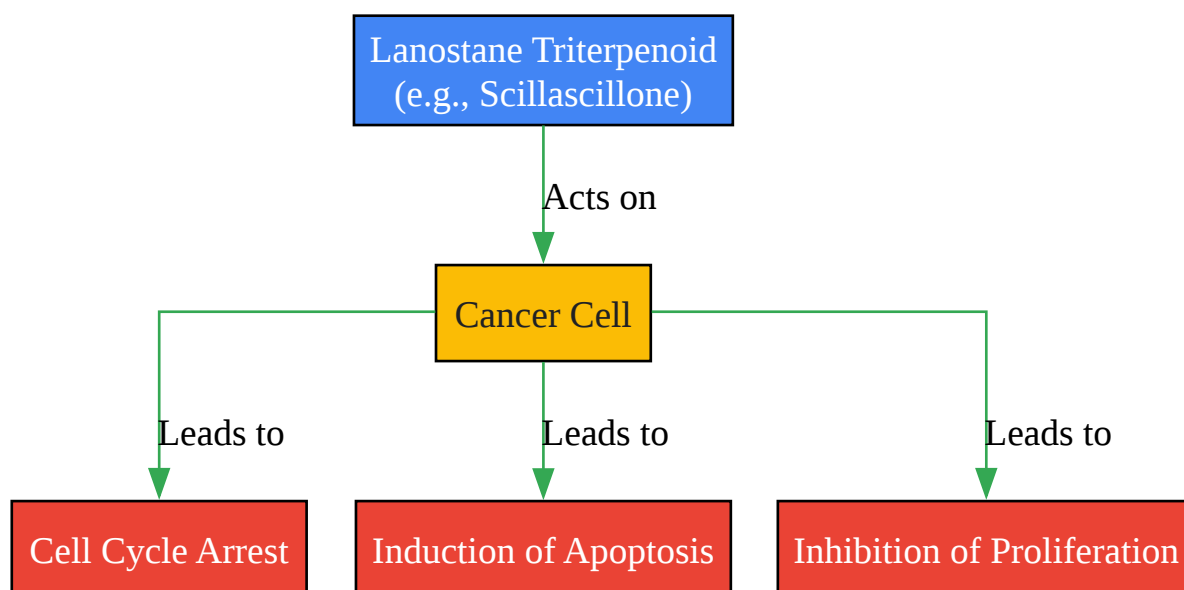 Lanostane Triterpenoid
(e.g., Scillascillone)
Acts on
Cancer Cell
Leads to
Leads to
Leads to
Cell Cycle Arrest
Induction of Apoptosis
Inhibition of Proliferation